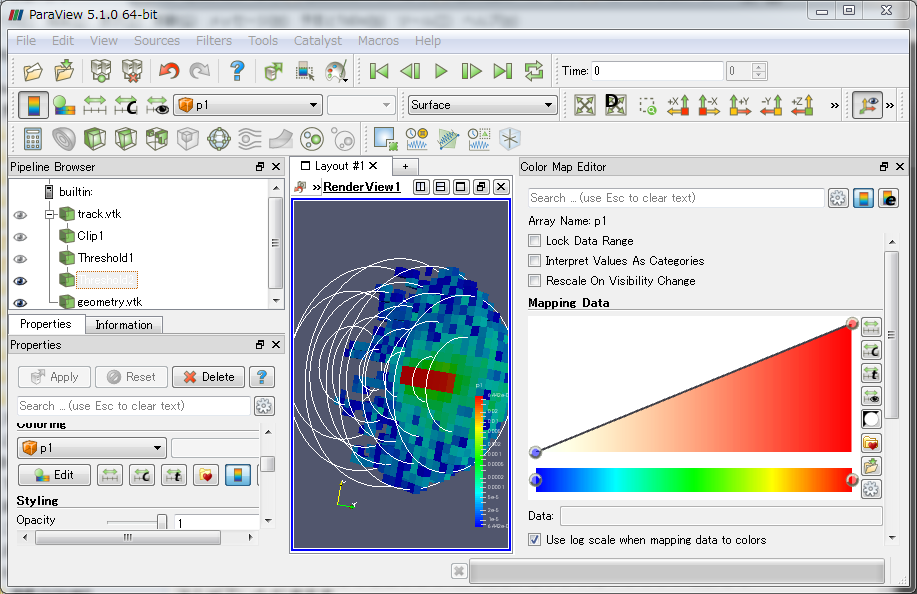 ParaView 5.1.0 64-bit
File Edit View Sources Filters Tools Catalyst Macros Help
Time: 0 0
p1 Surface +X -X +Y -Y +Z » »
Pipeline Browser
builtin:
track.vtk
Clip1
Threshold1
geometry.vtk
Properties Information
Properties
Apply Reset Delete ?
Search ... (use Esc to clear text)
Coloring
p1
Edit
Styling
Opacity 1
Layout #1 +
» RenderView1
p1
Color Map Editor
Search ... (use Esc to clear text)
Array Name: p1
Lock Data Range
Interpret Values As Categories
Rescale On Visibility Change
Mapping Data
Data:
Use log scale when mapping data to colors